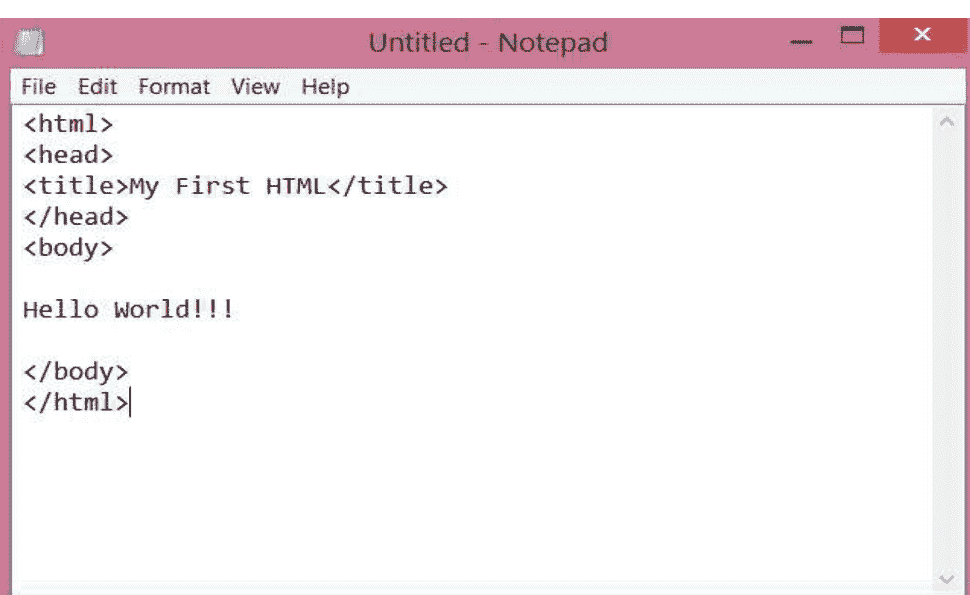 Untitled - Notepad
File Edit Format View Help
<html>
<head>
<title>My First HTML</title>
</head>
<body>
Hello World!!!
</body>
</html>